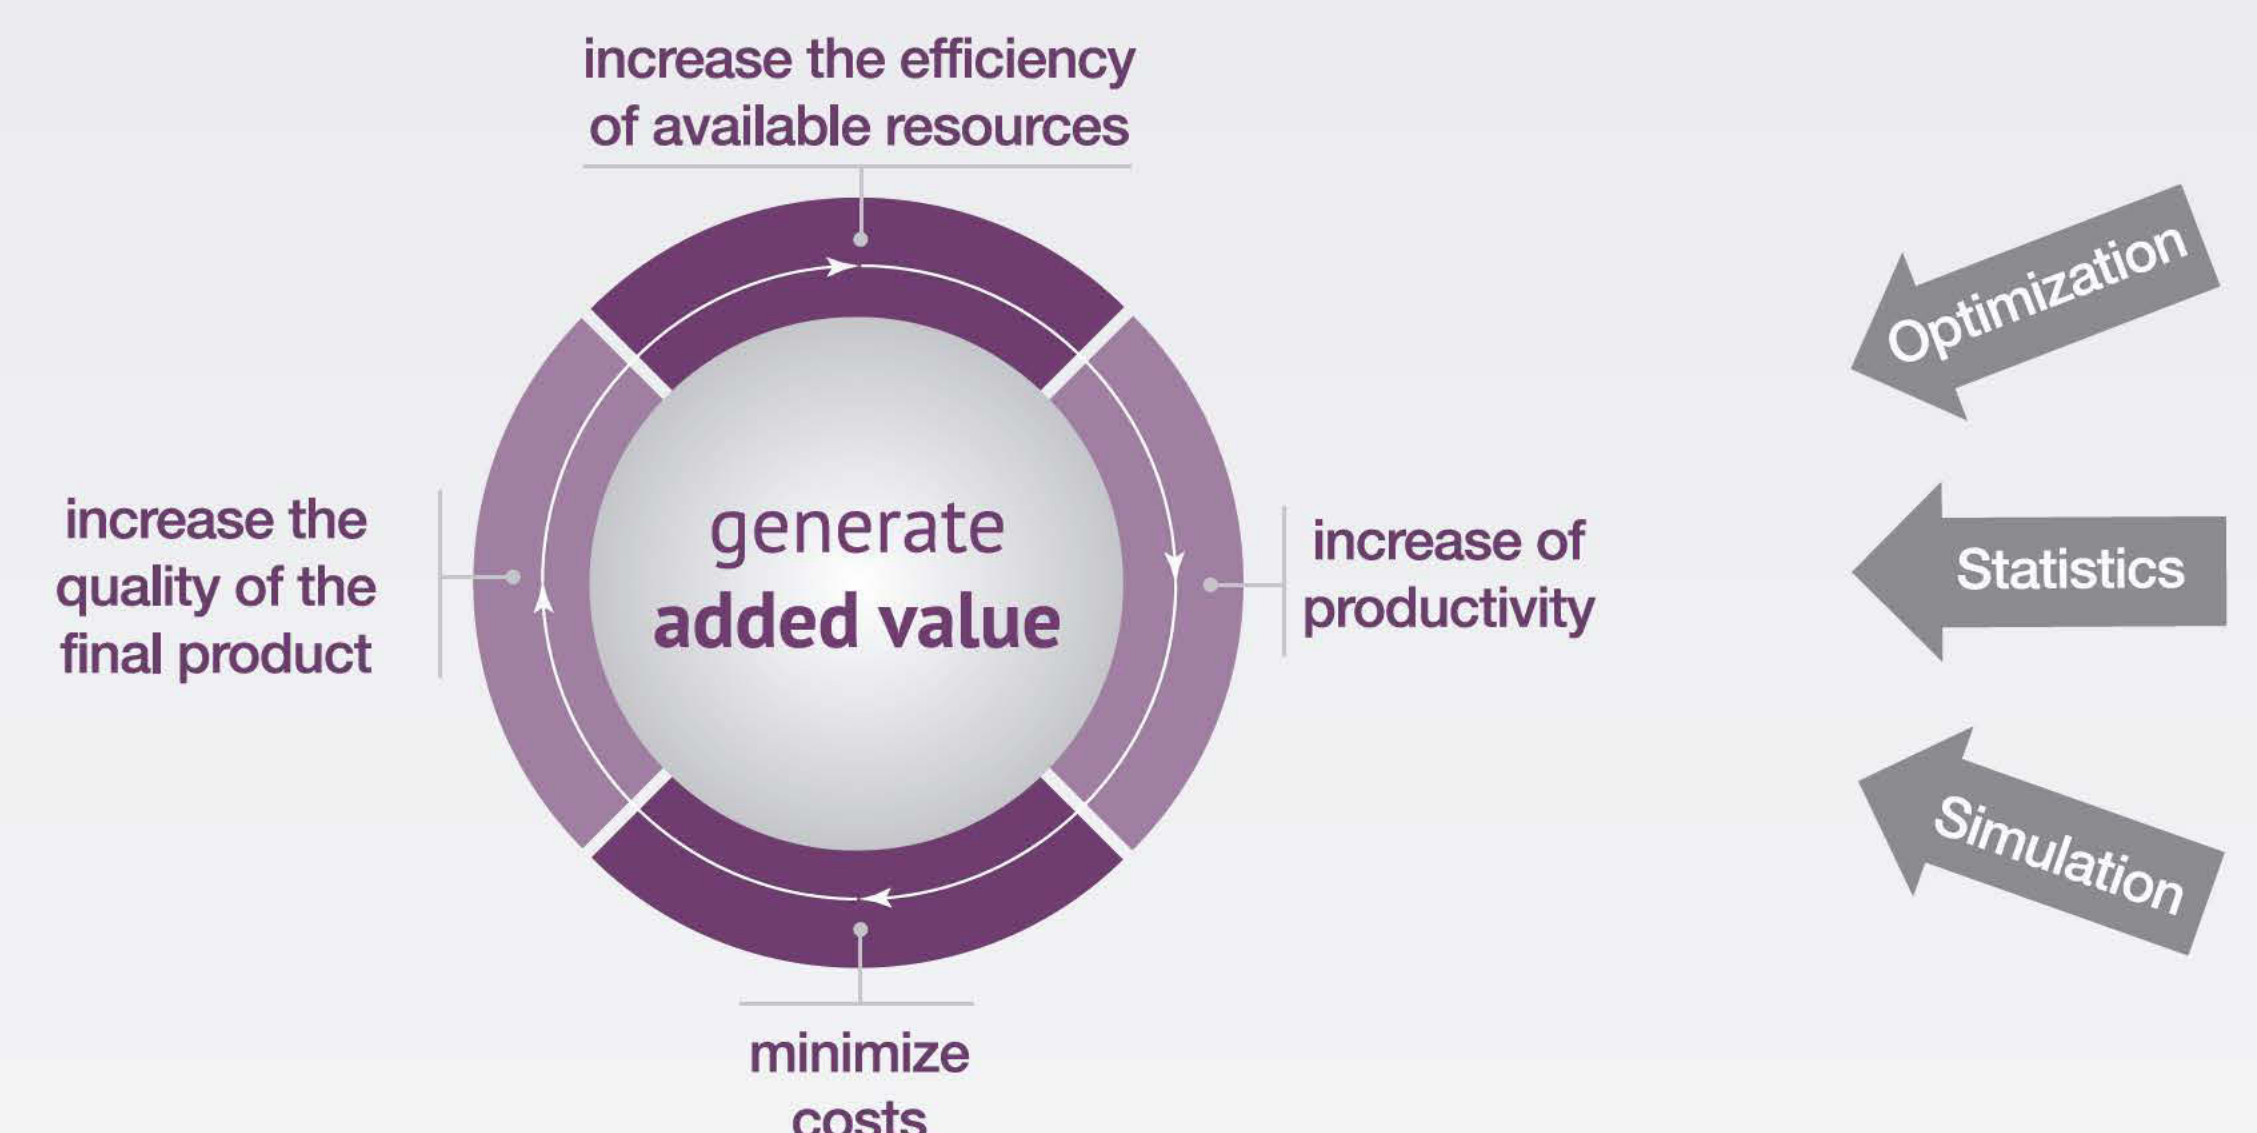 increase the efficiency
of available resources
increase the
quality of the
final product
generate
added value
increase of
productivity
minimize
costs
Optimization
Statistics
Simulation